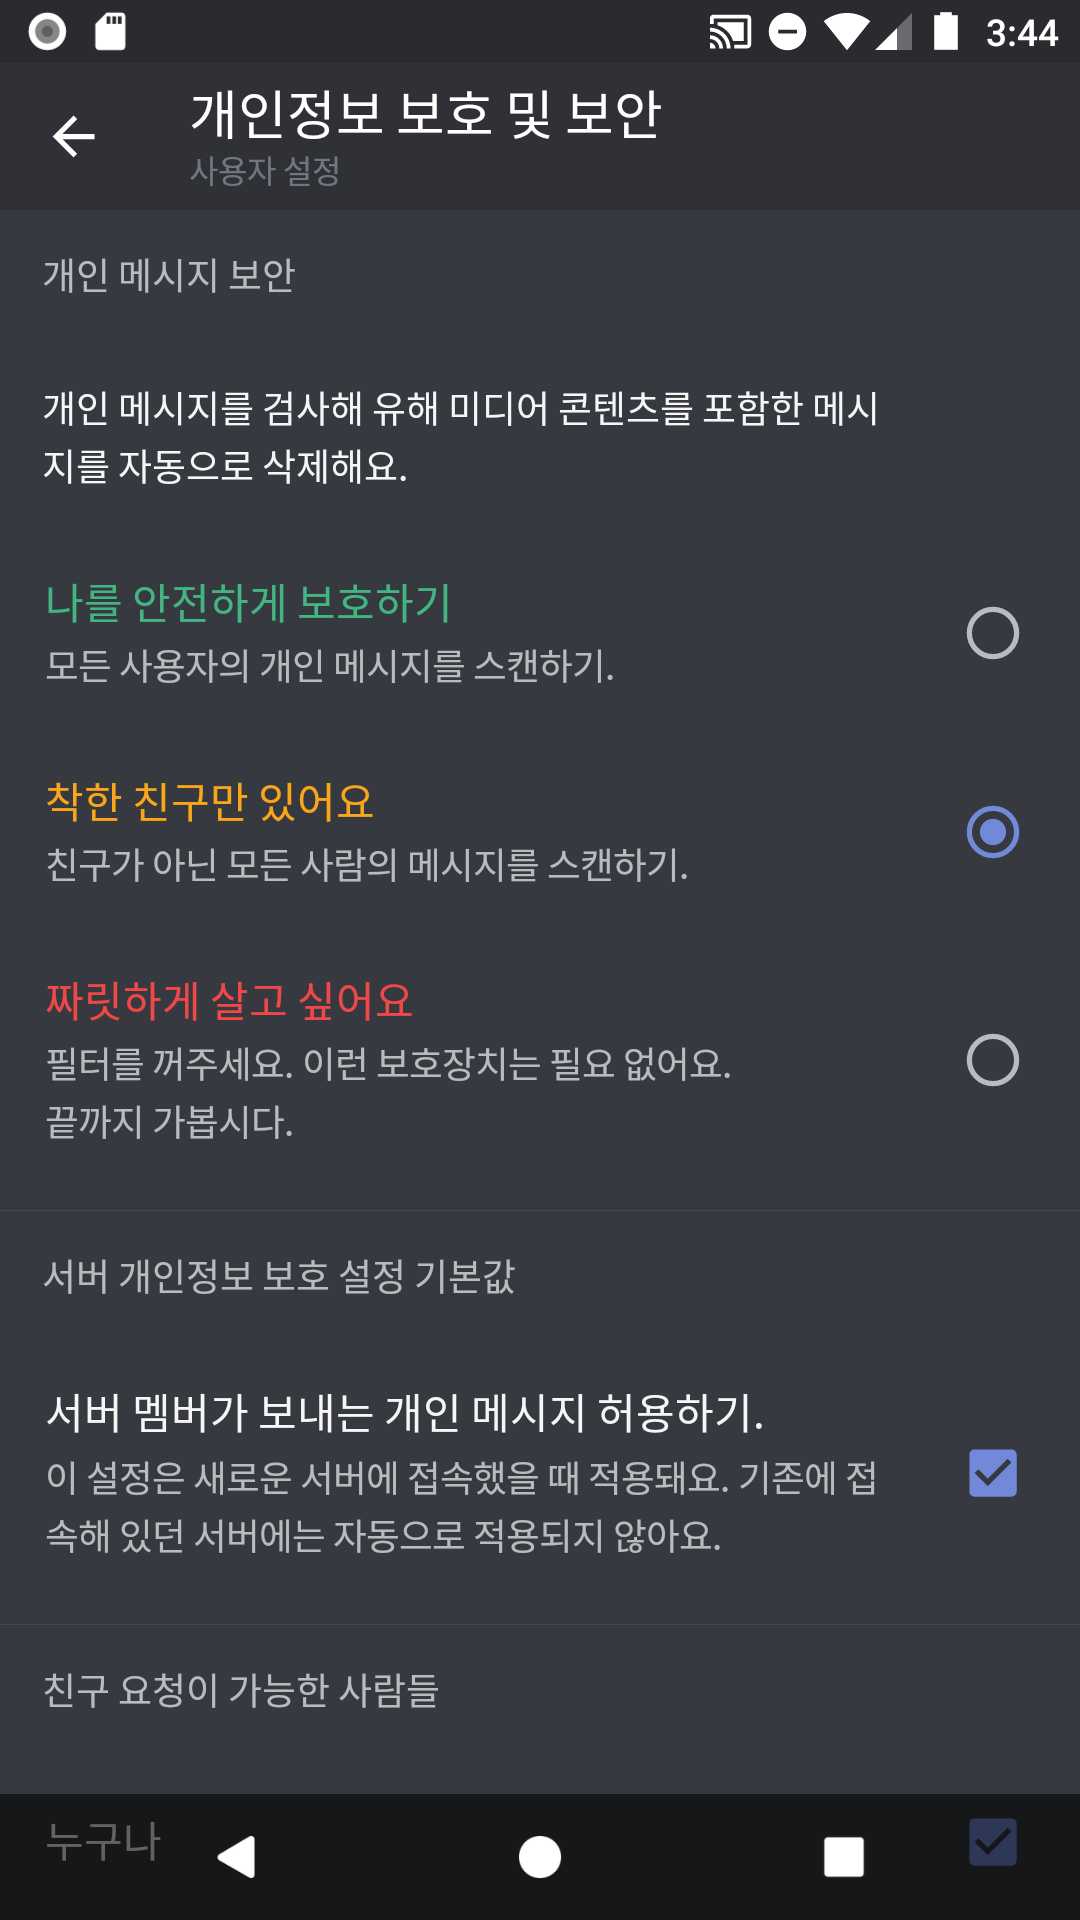 3:44
개인정보 보호 및 보안
사용자 설정
개인 메시지 보안
개인 메시지를 검사해 유해 미디어 콘텐츠를 포함한 메시
지를 자동으로 삭제해요.
나를 안전하게 보호하기
모든 사용자의 개인 메시지를 스캔하기.
착한 친구만 있어요
친구가 아닌 모든 사람의 메시지를 스캔하기.
짜릿하게 살고 싶어요
필터를 꺼주세요. 이런 보호장치는 필요 없어요.
끝까지 가봅시다.
서버 개인정보 보호 설정 기본값
서버 멤버가 보내는 개인 메시지 허용하기.
이 설정은 새로운 서버에 접속했을 때 적용돼요. 기존에 접
속해 있던 서버에는 자동으로 적용되지 않아요.
친구 요청이 가능한 사람들
누구나